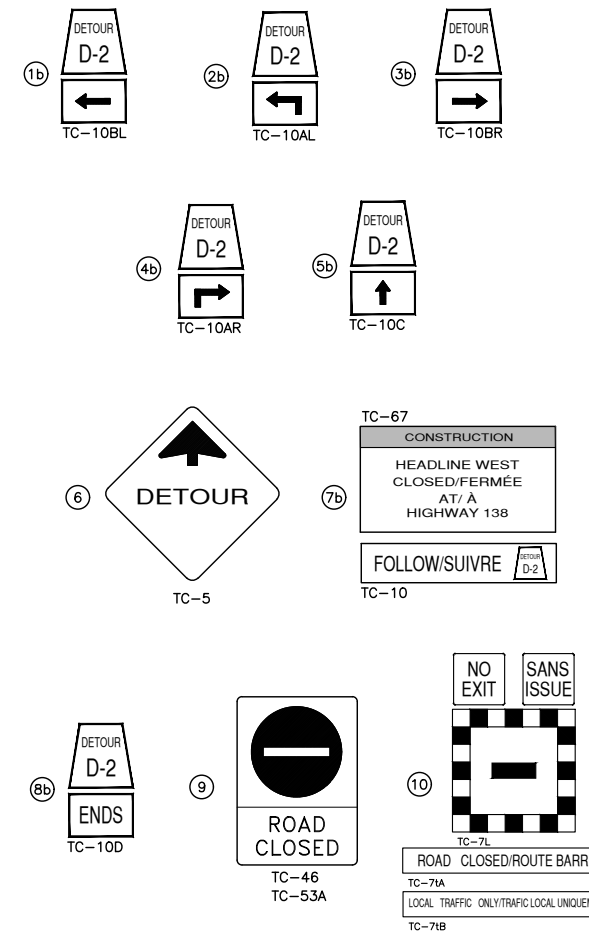 DETOUR
D-2
1b
TC-10BL
DETOUR
D-2
2b
TC-10AL
DETOUR
D-2
3b
TC-10BR
DETOUR
D-2
4b
TC-10AR
DETOUR
D-2
5b
TC-10C
6
DETOUR
TC-5
TC-67
CONSTRUCTION
HEADLINE WEST
CLOSED/FERMÉE
AT/ À
HIGHWAY 138
7b
FOLLOW/SUIVRE
DETOUR
D-2
TC-10
DETOUR
D-2
8b
ENDS
TC-10D
9
ROAD
CLOSED
TC-46
TC-53A
NO
EXIT
SANS
ISSUE
10
TC-7L
ROAD CLOSED/ROUTE BARR
TC-7tA
LOCAL TRAFFIC ONLY/TRAFIC LOCAL UNIQUEM
TC-7tB